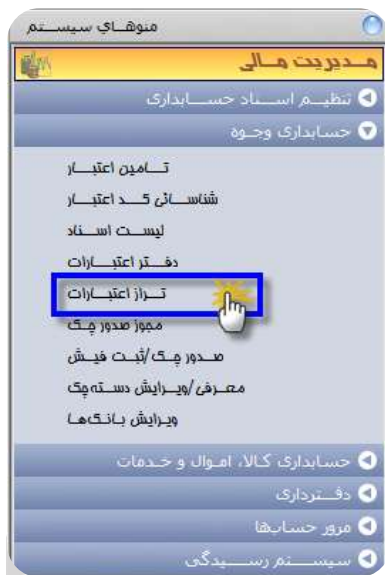 منوهای سیستم
مدیریت مالی
تنظیم اسناد حسابداری
حسابداری وجوه
تامین اعتبار
شناسائی کد اعتبار
لیست اسناد
دفتر اعتبارات
تراز اعتبارات
مجوز صدور چک
صدور چک/ثبت فیش
معرفی/ویرایش دسته‌چک
ویرایش بانک‌ها
حسابداری کالا، اموال و خدمات
دفترداری
مرور حسابها
سیستم رسیدگی